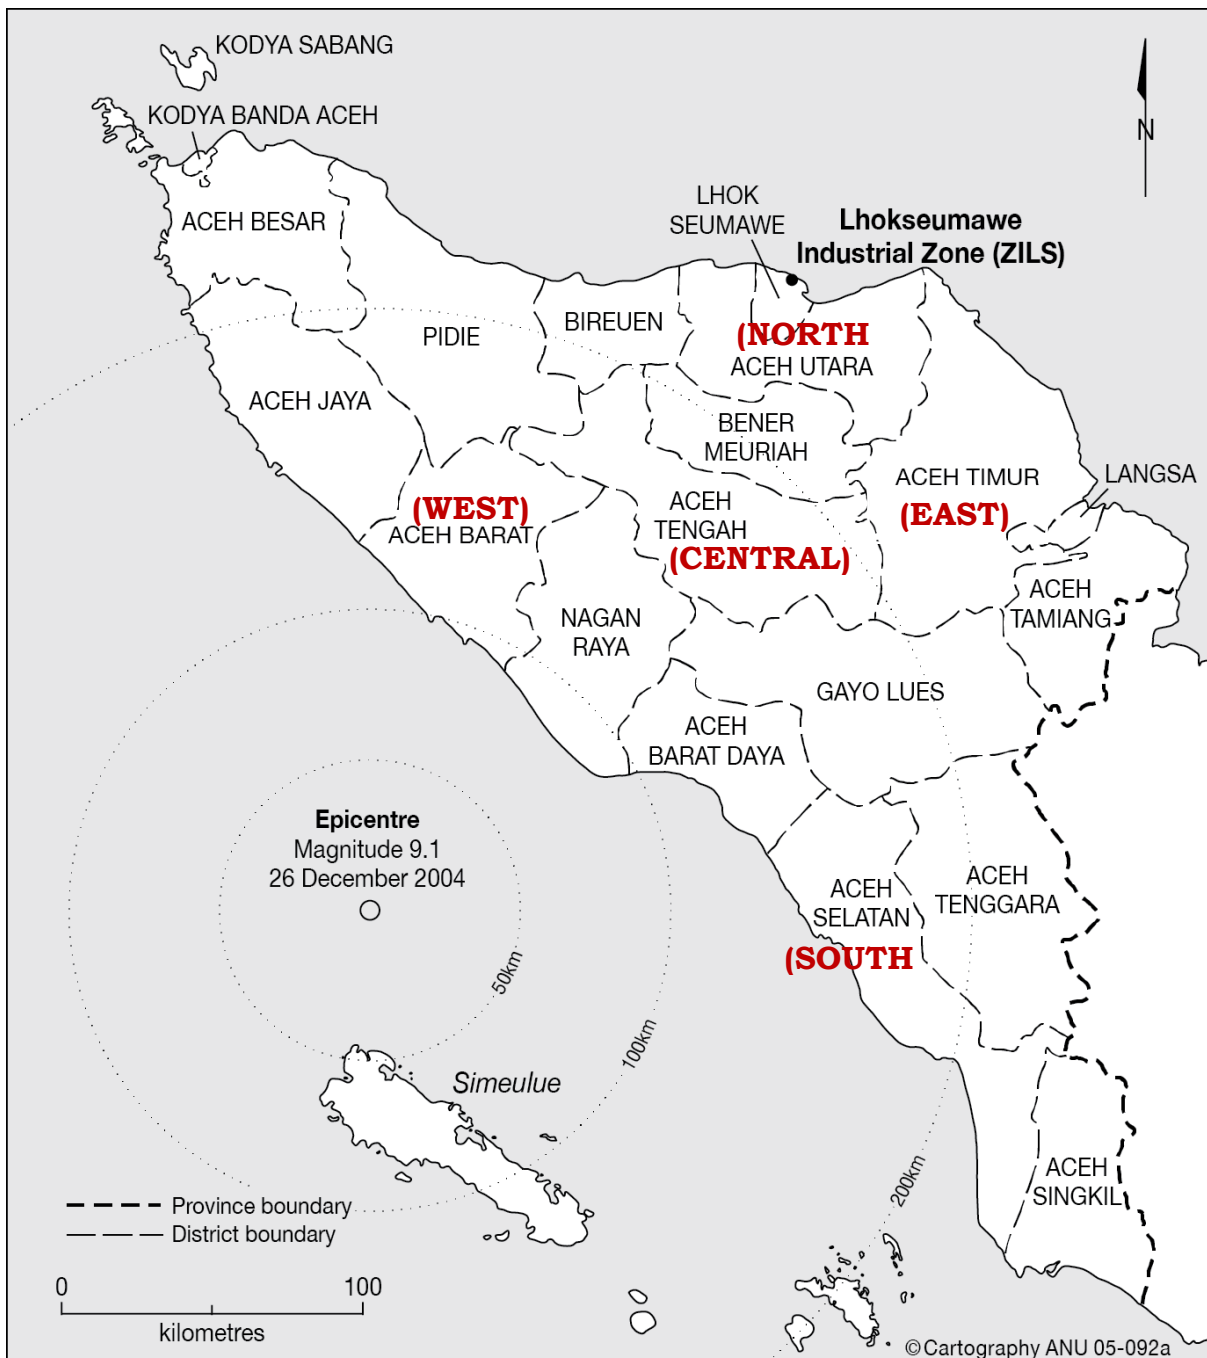 KODYA SABANG
KODYA BANDA ACEH
N
LHOK
SEUMAWE
Lhokseumawe
Industrial Zone (ZILS)
ACEH BESAR
PIDIE
BIREUEN
(NORTH
ACEH UTARA
ACEH JAYA
BENER
MEURIAH
ACEH TIMUR
(EAST)
LANGSA
(WEST)
ACEH BARAT
ACEH
TENGAH
(CENTRAL)
ACEH
TAMIANG
NAGAN
RAYA
GAYO LUES
ACEH
BARAT DAYA
Epicentre
Magnitude 9.1
26 December 2004
ACEH
SELATAN
(SOUTH
ACEH
TENGGARA
50km
100km
200km
Simeulue
ACEH
SINGKIL
Province boundary
District boundary
0 100
kilometres
©Cartography ANU 05-092a